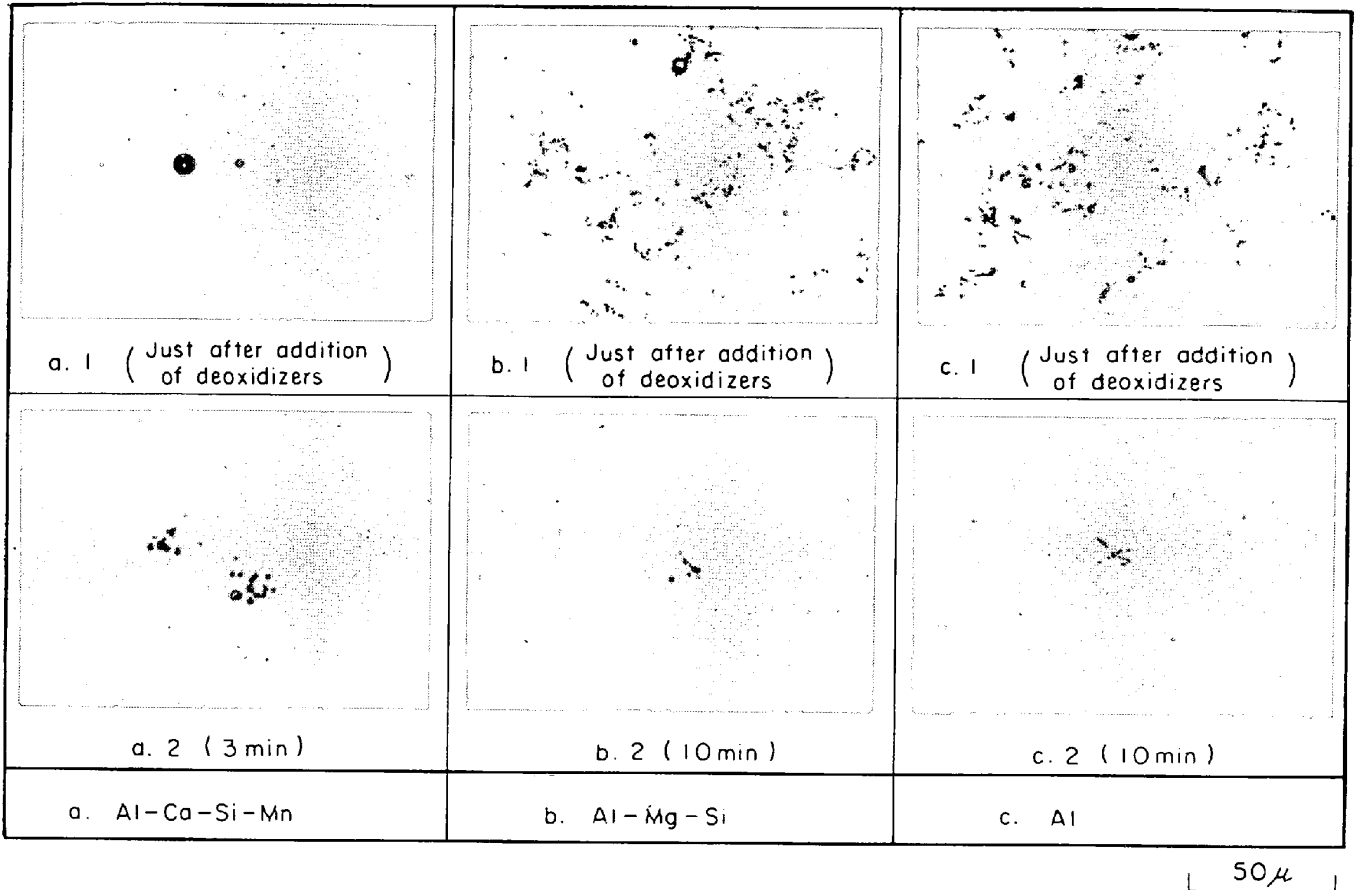 a. 1 ( Just after addition of deoxidizers )
b. 1 ( Just after addition of deoxidizers )
c. 1 ( Just after addition of deoxidizers )
a. 2 ( 3 min )
b. 2 ( 10 min )
c. 2 ( 10 min )
a. Al-Ca-Si-Mn
b. Al-Mg-Si
c. Al
50μ